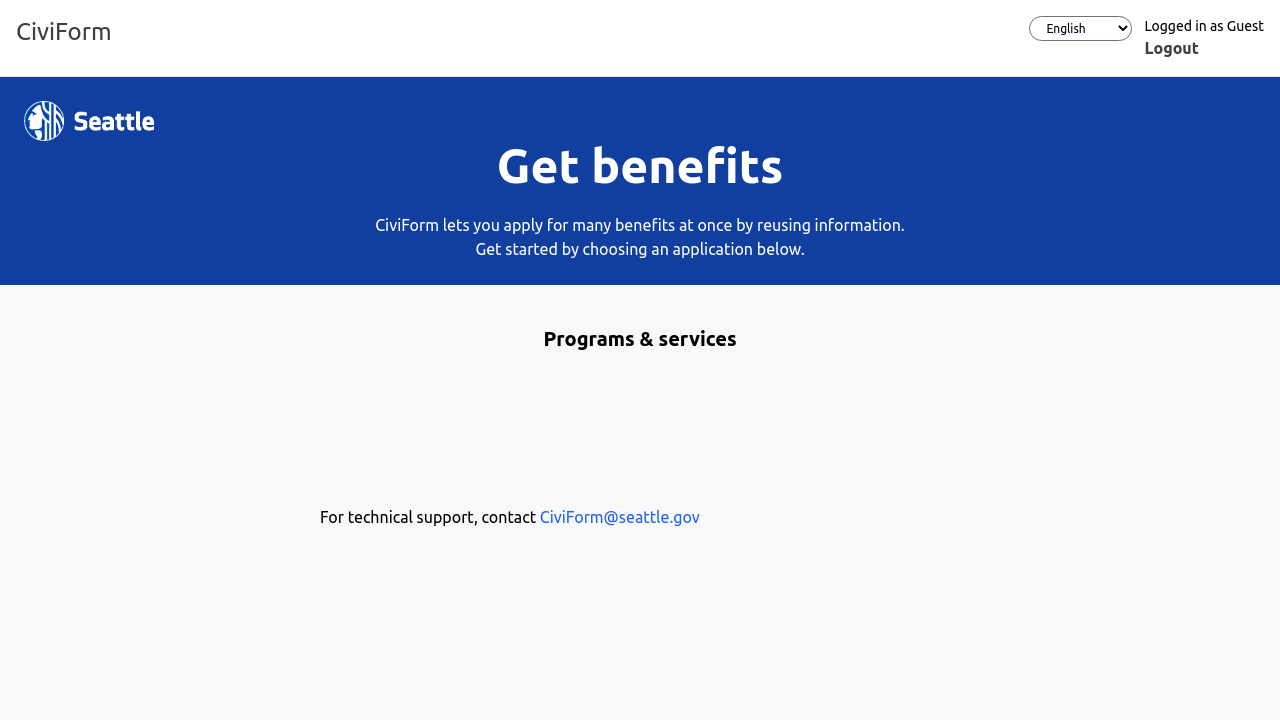 CiviForm
English
Logged in as Guest
Logout
Seattle
Get benefits
CiviForm lets you apply for many benefits at once by reusing information.
Get started by choosing an application below.
Programs & services
For technical support, contact CiviForm@seattle.gov